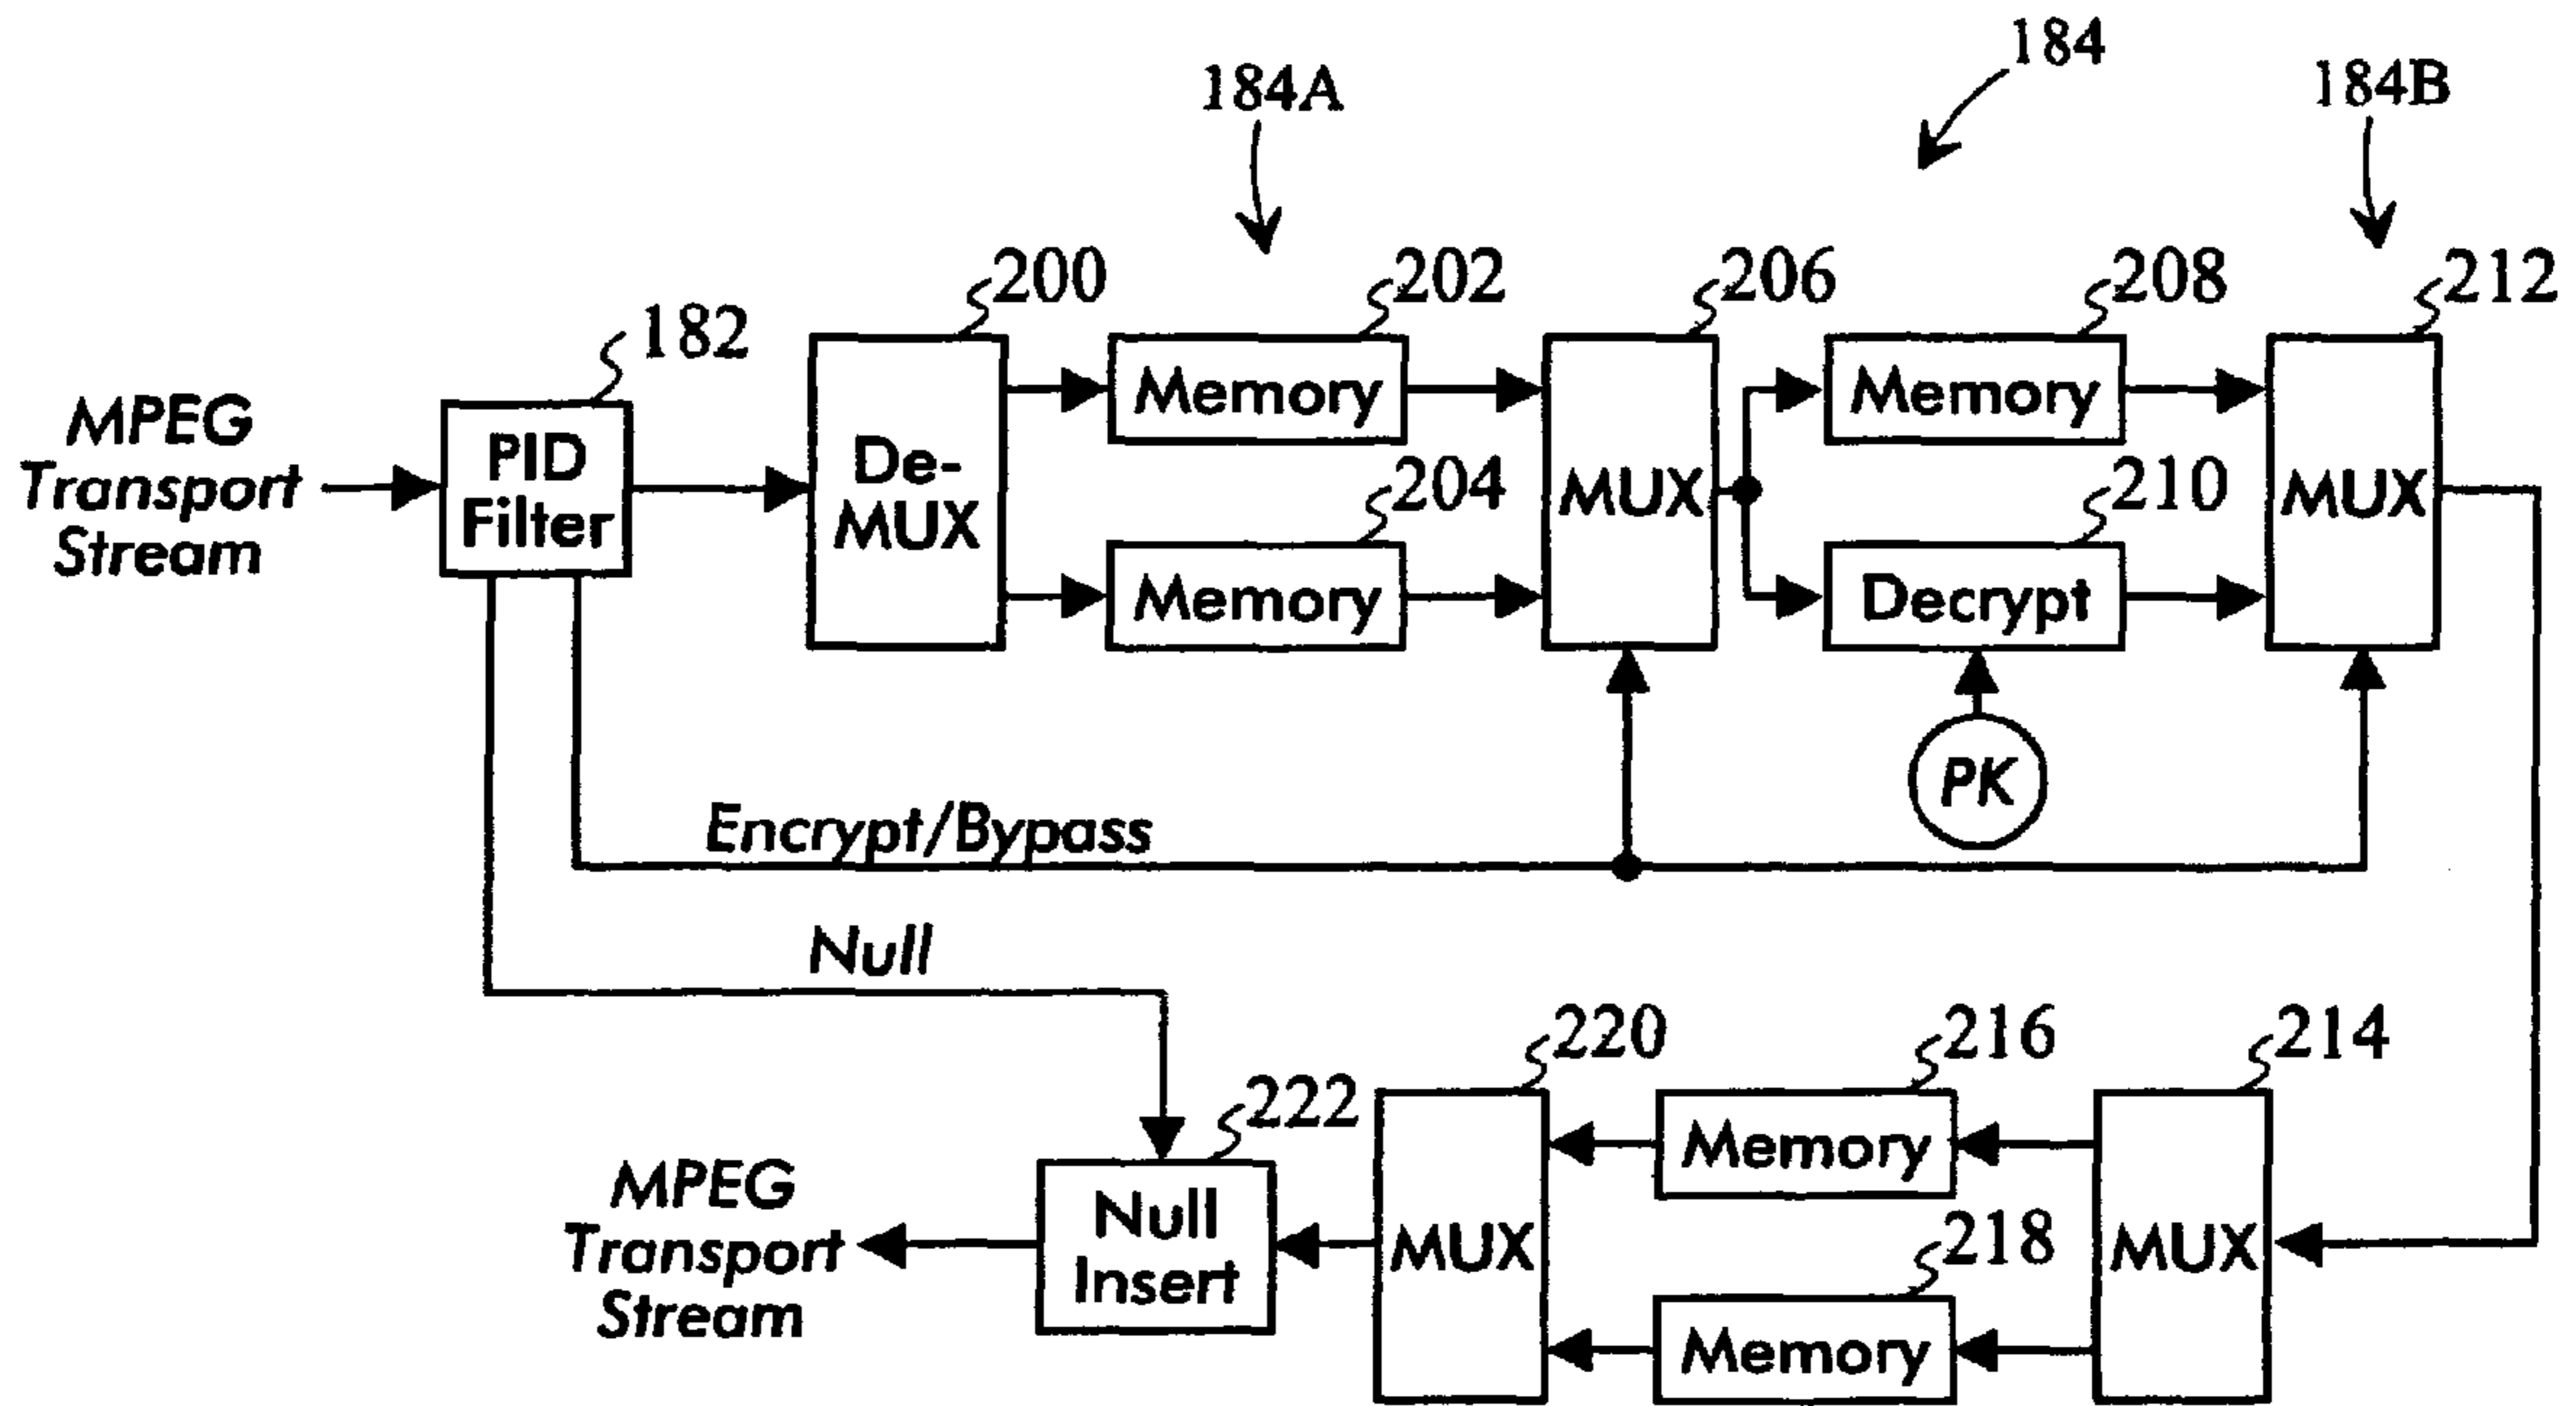 184
184A
184B
200
202
206
208
212
182
MPEG
Transport
Stream
PID
Filter
De-
MUX
Memory
204
Memory
MUX
Memory
210
Decrypt
MUX
PK
Encrypt/Bypass
Null
220
216
214
222
MPEG
Transport
Stream
Null
Insert
MUX
Memory
218
Memory
MUX